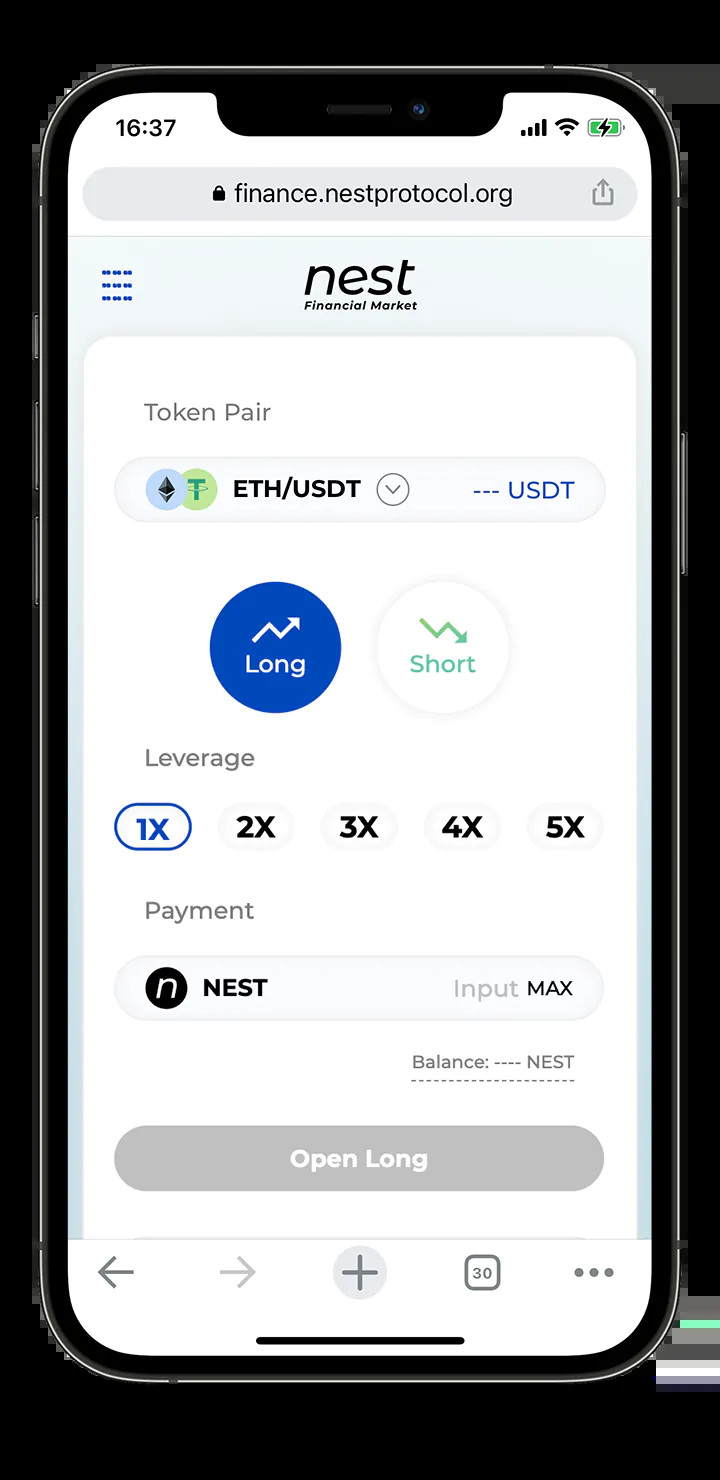 16:37
finance.nestprotocol.org
nest
Financial Market
Token Pair
ETH/USDT --- USDT
Long Short
Leverage
1X 2X 3X 4X 5X
Payment
n NEST Input MAX
Balance: ---- NEST
Open Long
30